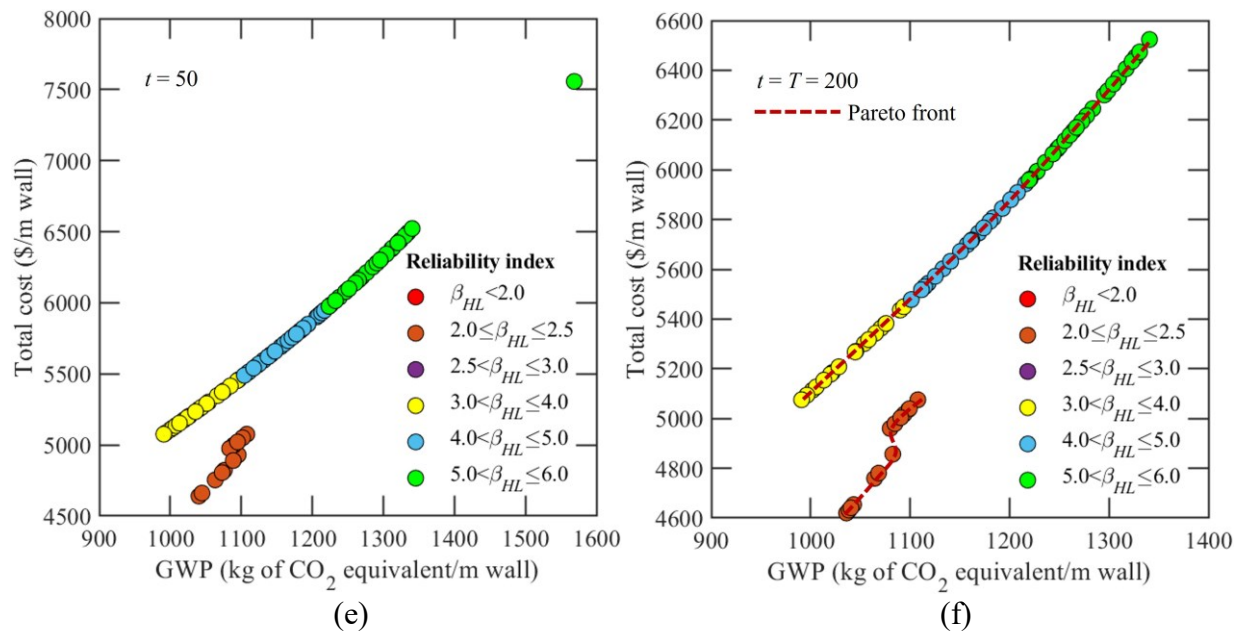 8000
7500
7000
6500
6000
5500
5000
4500
Total cost ($/m wall)
t = 50
Reliability index
β_HL<2.0
2.0≤β_HL≤2.5
2.5<β_HL≤3.0
3.0<β_HL≤4.0
4.0<β_HL≤5.0
5.0<β_HL≤6.0
900 1000 1100 1200 1300 1400 1500 1600
GWP (kg of CO₂ equivalent/m wall)
(e)
6600
6400
6200
6000
5800
5600
5400
5200
5000
4800
4600
Total cost ($/m wall)
t = T = 200
Pareto front
Reliability index
β_HL<2.0
2.0≤β_HL≤2.5
2.5<β_HL≤3.0
3.0<β_HL≤4.0
4.0<β_HL≤5.0
5.0<β_HL≤6.0
900 1000 1100 1200 1300 1400
GWP (kg of CO₂ equivalent/m wall)
(f)